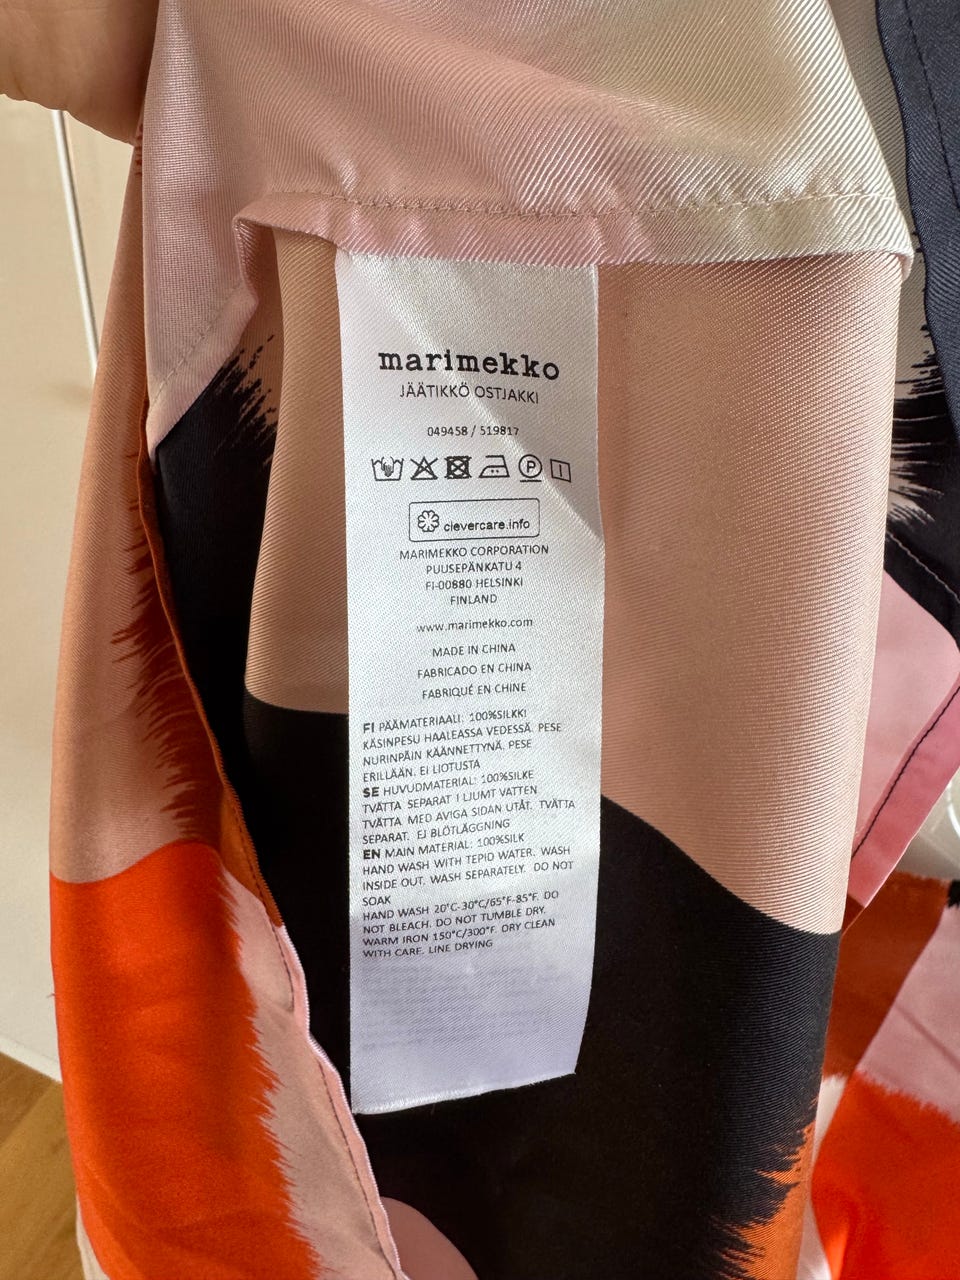 marimekko
JÄÄTIKKÖ OSTJAKKI
049458 / 519817
P
clevercare.info
MARIMEKKO CORPORATION
PUUSEPÄNKATU 4
FI-00880 HELSINKI
FINLAND
www.marimekko.com
MADE IN CHINA
FABRICADO EN CHINA
FABRIQUÉ EN CHINE
FI PÄÄMATERIAALI: 100%SILKKI
KÄSINPESU HAALEASSA VEDESSÄ. PESE
NURINPÄIN KÄÄNNETTYNÄ. PESE
ERILLÄÄN. EI LIOTUSTA
SE HUVUDMATERIAL: 100%SILKE
TVÄTTA SEPARAT I LJUMT VATTEN
TVÄTTA MED AVIGA SIDAN UTÅT. TVÄTTA
SEPARAT. EJ BLÖTLÄGGNING
EN MAIN MATERIAL: 100%SILK
HAND WASH WITH TEPID WATER. WASH
INSIDE OUT. WASH SEPARATELY. DO NOT
SOAK
HAND WASH 20°C-30°C/65°F-85°F. DO
NOT BLEACH. DO NOT TUMBLE DRY.
WARM IRON 150°C/300°F. DRY CLEAN
WITH CARE. LINE DRYING